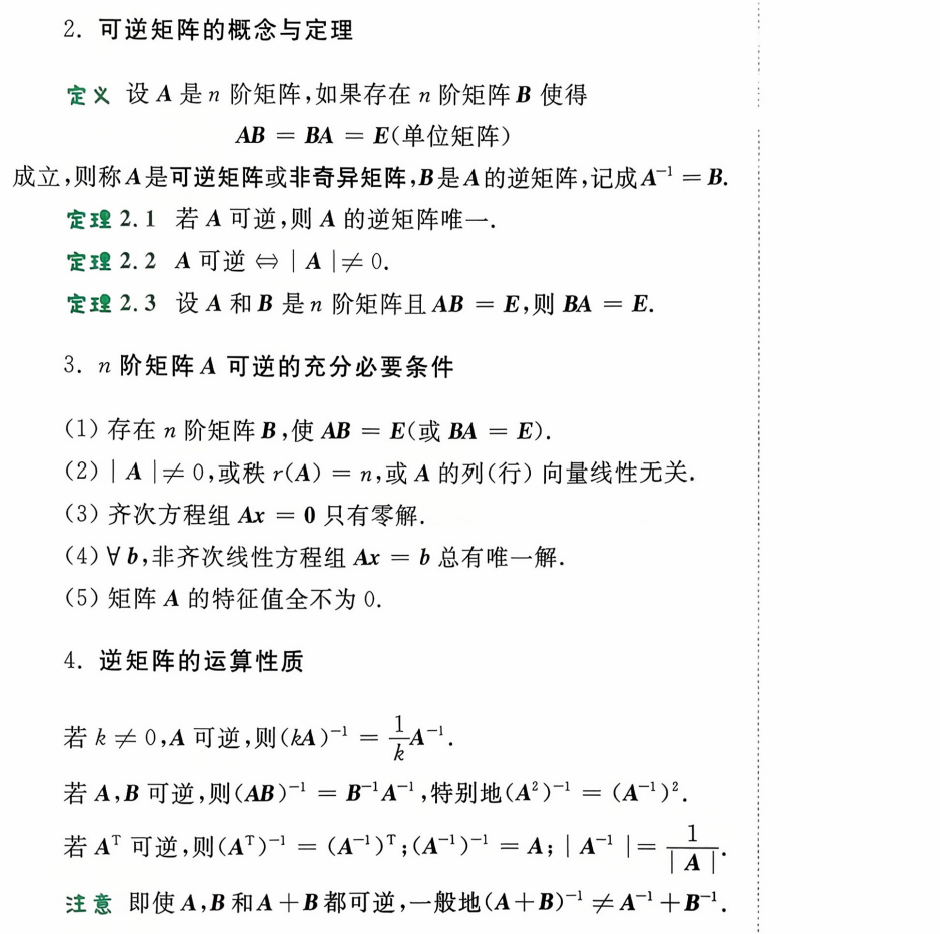 2. 可逆矩阵的概念与定理
定义 设 A 是 n 阶矩阵,如果存在 n 阶矩阵 B 使得
AB = BA = E(单位矩阵)
成立,则称A是可逆矩阵或非奇异矩阵,B是A的逆矩阵,记成A⁻¹ = B.
定理 2.1 若 A 可逆,则 A 的逆矩阵唯一.
定理 2.2 A 可逆 ⇔ | A | ≠ 0.
定理 2.3 设 A 和 B 是 n 阶矩阵且 AB = E,则 BA = E.
3. n 阶矩阵 A 可逆的充分必要条件
(1) 存在 n 阶矩阵 B,使 AB = E(或 BA = E).
(2) | A | ≠ 0,或秩 r(A) = n,或 A 的列(行) 向量线性无关.
(3) 齐次方程组 Ax = 0 只有零解.
(4) ∀ b,非齐次线性方程组 Ax = b 总有唯一解.
(5) 矩阵 A 的特征值全不为 0.
4. 逆矩阵的运算性质
若 k ≠ 0,A 可逆,则(kA)⁻¹ = 1/k A⁻¹.
若 A,B 可逆,则(AB)⁻¹ = B⁻¹A⁻¹,特别地(A²)⁻¹ = (A⁻¹)².
若 Aᵀ 可逆,则(Aᵀ)⁻¹ = (A⁻¹)ᵀ;(A⁻¹)⁻¹ = A; | A⁻¹ | = 1/| A |.
注意 即使 A,B 和 A + B 都可逆,一般地(A + B)⁻¹ ≠ A⁻¹ + B⁻¹.